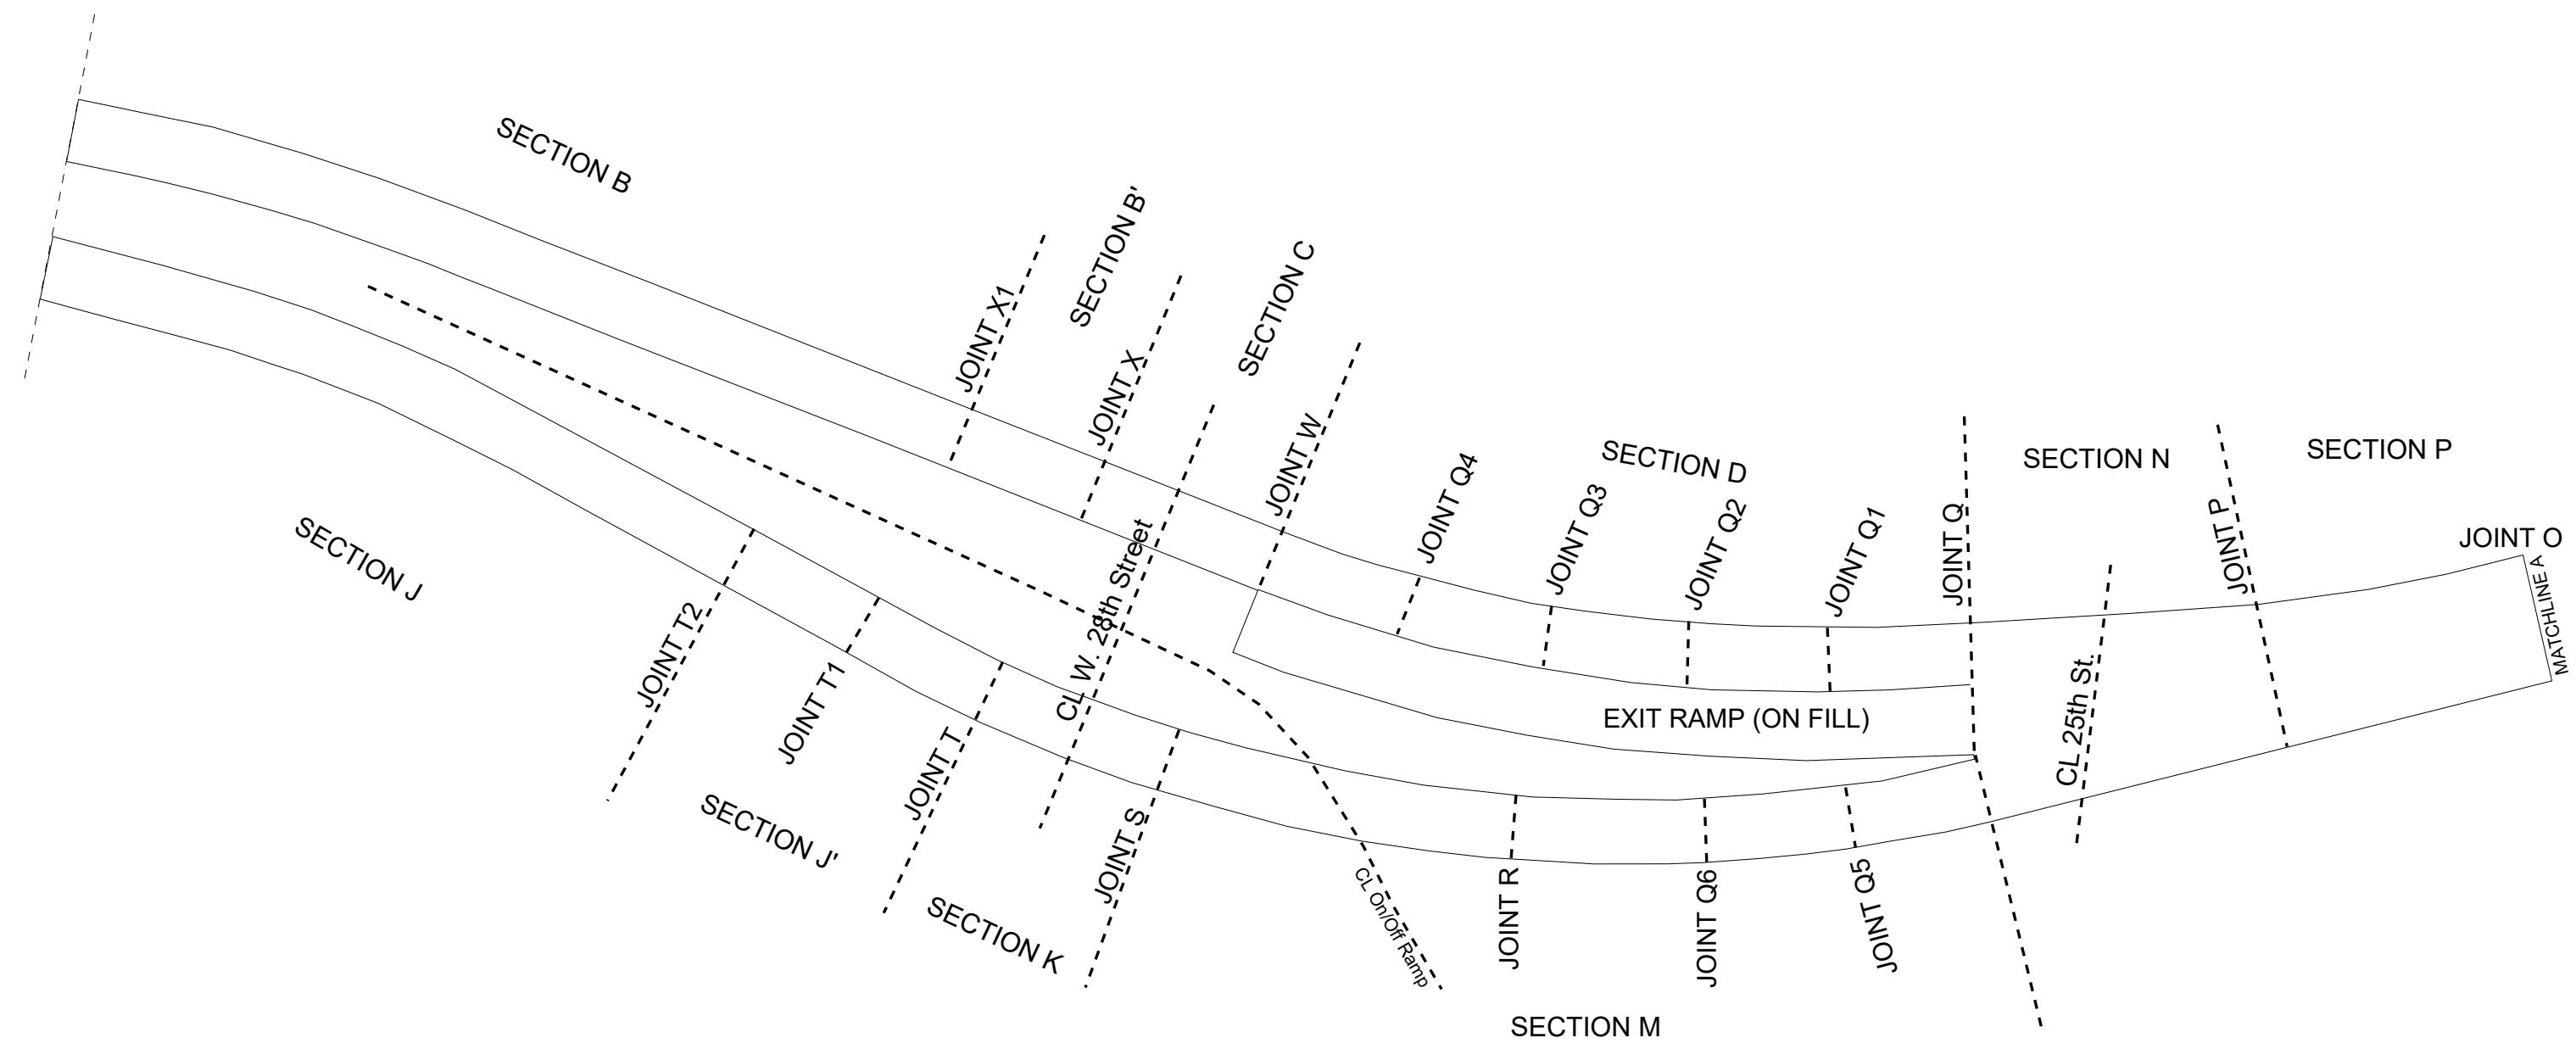 SECTION B
SECTION B'
SECTION C
JOINT X1
JOINT X
JOINT W
JOINT Q4
SECTION D
JOINT Q3
JOINT Q2
JOINT Q1
JOINT Q
SECTION N
JOINT P
SECTION P
JOINT O
MATCHLINE A
CL W. 28th Street
EXIT RAMP (ON FILL)
CL 25th St.
SECTION J
JOINT T2
JOINT T1
JOINT T
JOINT S
SECTION J'
SECTION K
CL On/Off Ramp
JOINT R
JOINT Q6
JOINT Q5
SECTION M